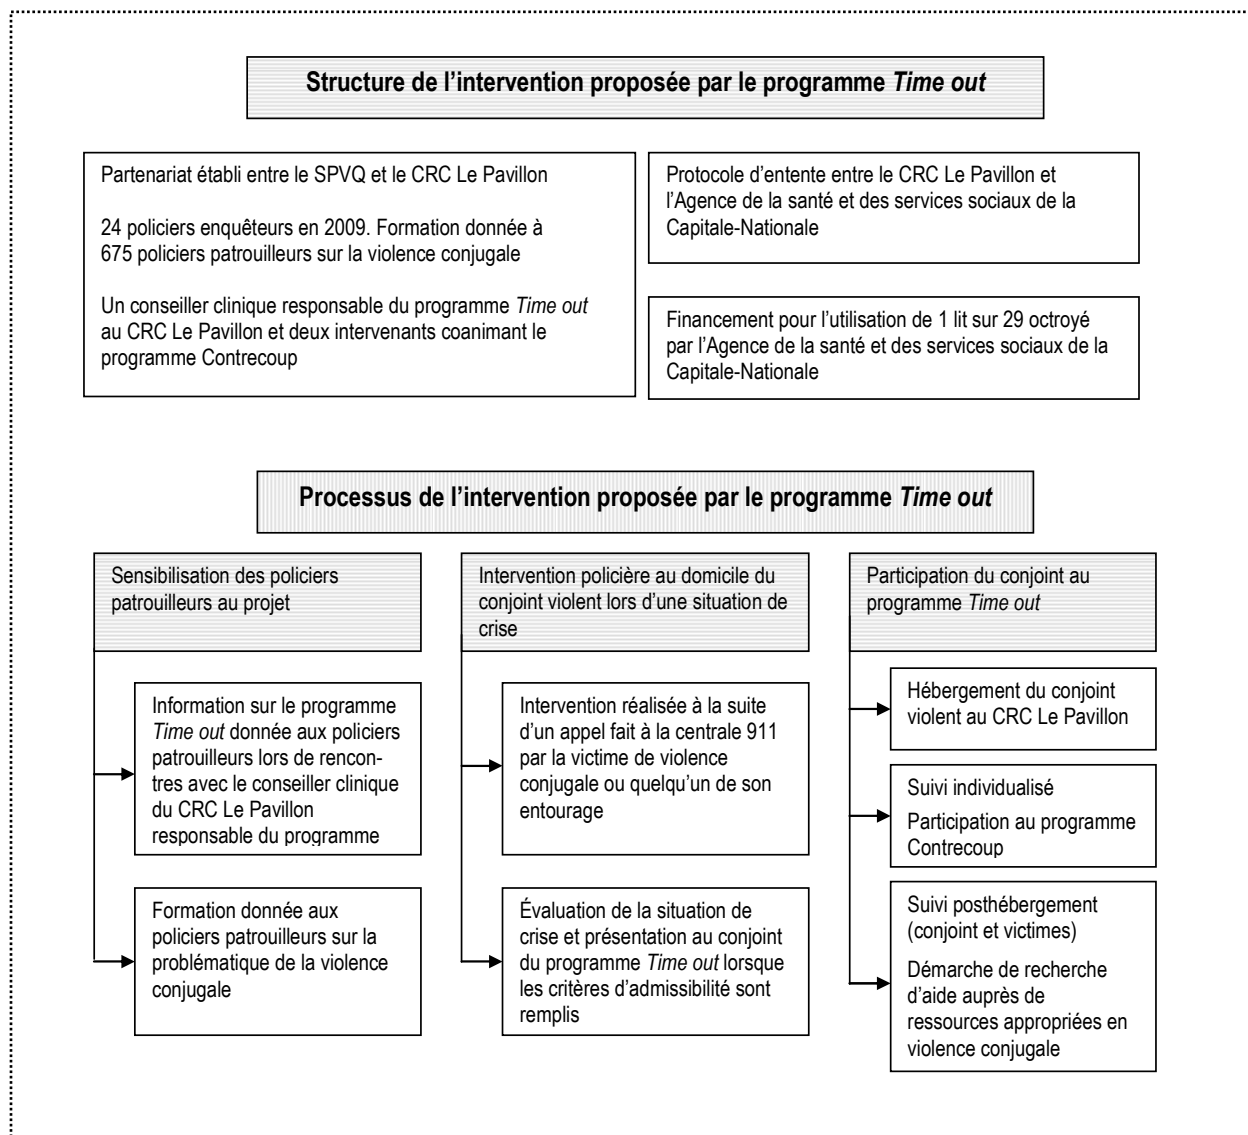 Structure de l’intervention proposée par le programme Time out
Partenariat établi entre le SPVQ et le CRC Le Pavillon
24 policiers enquêteurs en 2009. Formation donnée à
675 policiers patrouilleurs sur la violence conjugale
Un conseiller clinique responsable du programme Time out
au CRC Le Pavillon et deux intervenants coanimant le
programme Contrecoup
Protocole d’entente entre le CRC Le Pavillon et
l’Agence de la santé et des services sociaux de la
Capitale-Nationale
Financement pour l’utilisation de 1 lit sur 29 octroyé
par l’Agence de la santé et des services sociaux de la
Capitale-Nationale
Processus de l’intervention proposée par le programme Time out
Sensibilisation des policiers
patrouilleurs au projet
Information sur le programme
Time out donnée aux policiers
patrouilleurs lors de rencon-
tres avec le conseiller clinique
du CRC Le Pavillon
responsable du programme
Formation donnée aux
policiers patrouilleurs sur la
problématique de la violence
conjugale
Intervention policière au domicile du
conjoint violent lors d’une situation de
crise
Intervention réalisée à la suite
d’un appel fait à la centrale 911
par la victime de violence
conjugale ou quelqu’un de son
entourage
Évaluation de la situation de
crise et présentation au conjoint
du programme Time out lorsque
les critères d’admissibilité sont
remplis
Participation du conjoint au
programme Time out
Hébergement du conjoint
violent au CRC Le Pavillon
Suivi individualisé
Participation au programme
Contrecoup
Suivi posthébergement
(conjoint et victimes)
Démarche de recherche
d’aide auprès de
ressources appropriées en
violence conjugale